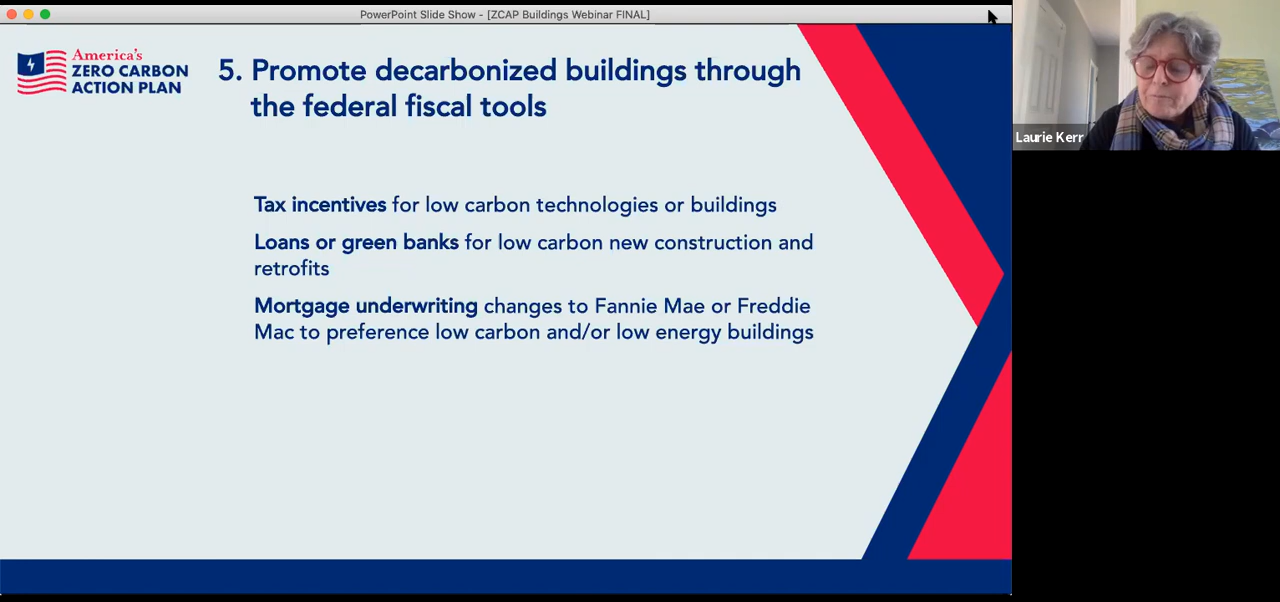 PowerPoint Slide Show - [ZCAP Buildings Webinar FINAL]
America's
ZERO CARBON
ACTION PLAN
5. Promote decarbonized buildings through
the federal fiscal tools
Tax incentives for low carbon technologies or buildings
Loans or green banks for low carbon new construction and
retrofits
Mortgage underwriting changes to Fannie Mae or Freddie
Mac to preference low carbon and/or low energy buildings
Laurie Kerr